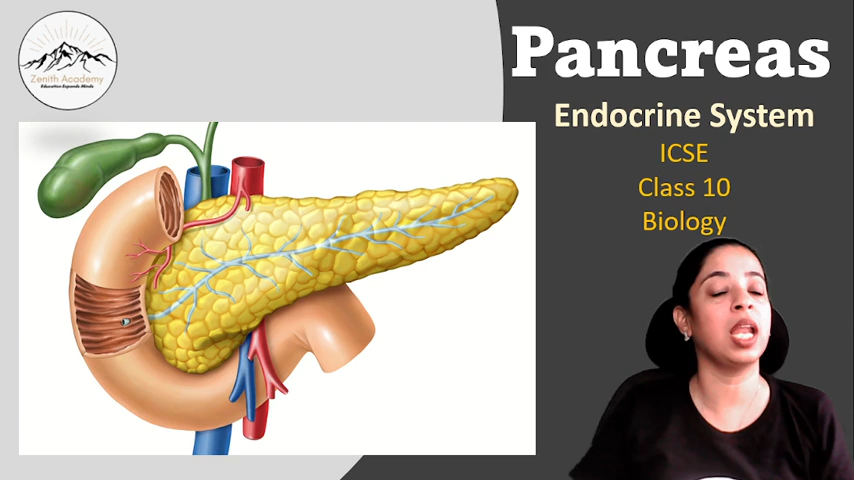 Zenith Academy
Education Expands Minds
Pancreas
Endocrine System
ICSE
Class 10
Biology